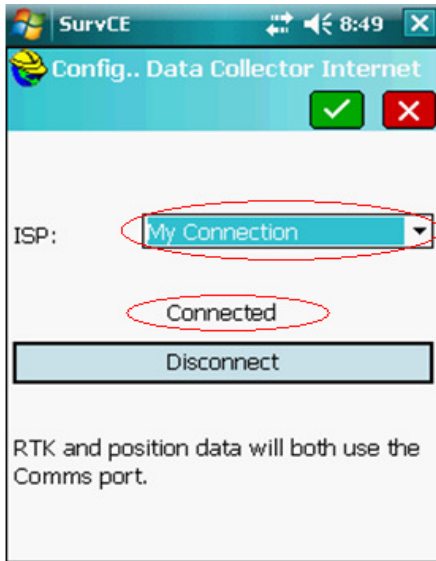 SurvCE 8:49
Config.. Data Collector Internet
ISP: My Connection
Connected
Disconnect
RTK and position data will both use the
Comms port.